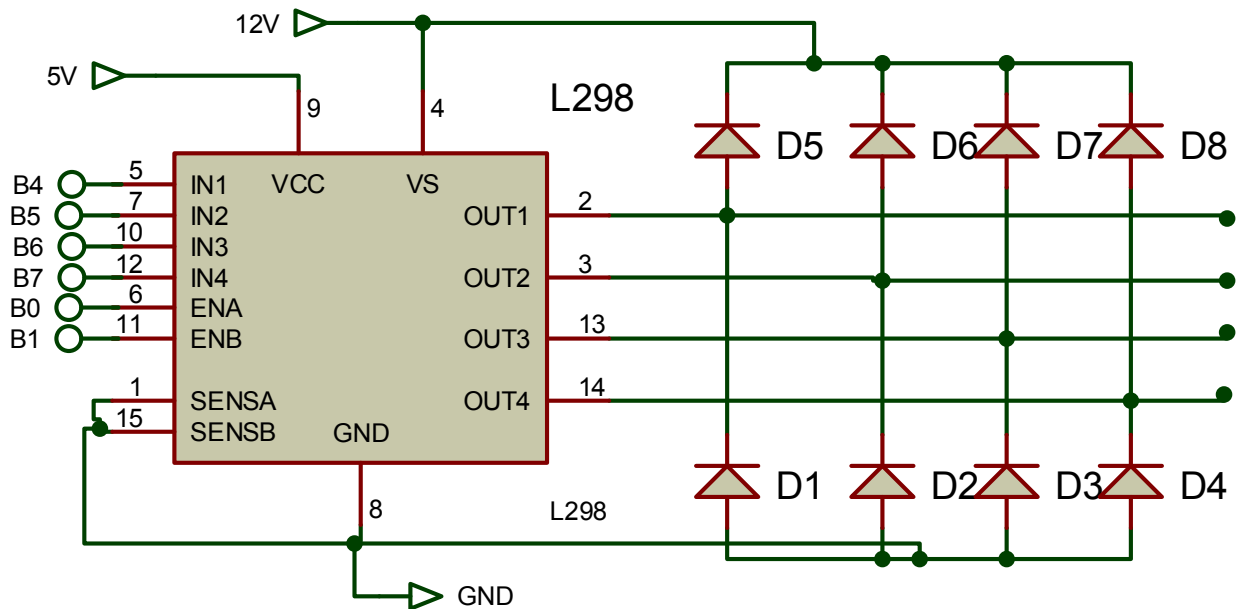 12V
5V
L298
9
4
D5
D6
D7
D8
B4
5
IN1
VCC
VS
B5
7
IN2
OUT1
2
B6
10
IN3
B7
12
IN4
OUT2
3
B0
6
ENA
B1
11
ENB
OUT3
13
1
SENSA
OUT4
14
15
SENSB
GND
D1
D2
D3
D4
8
L298
GND